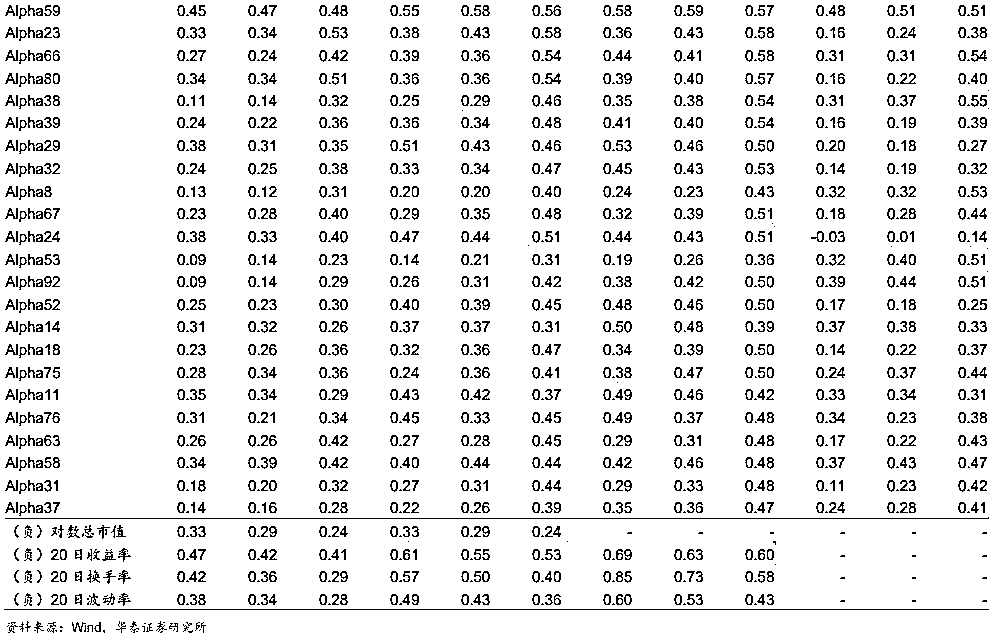 Alpha59 0.45 0.47 0.48 0.55 0.58 0.56 0.58 0.59 0.57 0.48 0.51 0.51
Alpha23 0.33 0.34 0.53 0.38 0.43 0.58 0.36 0.43 0.58 0.16 0.24 0.38
Alpha66 0.27 0.24 0.42 0.39 0.36 0.54 0.44 0.41 0.58 0.31 0.31 0.54
Alpha80 0.34 0.34 0.51 0.36 0.36 0.54 0.39 0.40 0.57 0.16 0.22 0.40
Alpha38 0.11 0.14 0.32 0.25 0.29 0.46 0.35 0.38 0.54 0.31 0.37 0.55
Alpha39 0.24 0.22 0.36 0.36 0.34 0.48 0.41 0.40 0.54 0.16 0.19 0.39
Alpha29 0.38 0.31 0.35 0.51 0.43 0.46 0.53 0.46 0.50 0.20 0.18 0.27
Alpha32 0.24 0.25 0.38 0.33 0.34 0.47 0.45 0.43 0.53 0.14 0.19 0.32
Alpha8 0.13 0.12 0.31 0.20 0.20 0.40 0.24 0.23 0.43 0.32 0.32 0.53
Alpha67 0.23 0.28 0.40 0.29 0.35 0.48 0.32 0.39 0.51 0.18 0.28 0.44
Alpha24 0.38 0.33 0.40 0.47 0.44 0.51 0.44 0.43 0.51 -0.03 0.01 0.14
Alpha53 0.09 0.14 0.23 0.14 0.21 0.31 0.19 0.26 0.36 0.32 0.40 0.51
Alpha92 0.09 0.14 0.29 0.26 0.31 0.42 0.38 0.42 0.50 0.39 0.44 0.51
Alpha52 0.25 0.23 0.30 0.40 0.39 0.45 0.48 0.46 0.50 0.17 0.18 0.25
Alpha14 0.31 0.32 0.26 0.37 0.37 0.31 0.50 0.48 0.39 0.37 0.38 0.33
Alpha18 0.23 0.26 0.36 0.32 0.36 0.47 0.34 0.39 0.50 0.14 0.22 0.37
Alpha75 0.28 0.34 0.36 0.24 0.36 0.41 0.38 0.47 0.50 0.24 0.37 0.44
Alpha11 0.35 0.34 0.29 0.43 0.42 0.37 0.49 0.46 0.42 0.33 0.34 0.31
Alpha76 0.31 0.21 0.34 0.45 0.33 0.45 0.49 0.37 0.48 0.34 0.23 0.38
Alpha63 0.26 0.26 0.42 0.27 0.28 0.45 0.29 0.31 0.48 0.17 0.22 0.43
Alpha58 0.34 0.39 0.42 0.40 0.44 0.44 0.42 0.46 0.48 0.37 0.43 0.47
Alpha31 0.18 0.20 0.32 0.27 0.31 0.44 0.29 0.33 0.48 0.11 0.23 0.42
Alpha37 0.14 0.16 0.28 0.22 0.26 0.39 0.35 0.36 0.47 0.24 0.28 0.41
（负）对数总市值 0.33 0.29 0.24 0.33 0.29 0.24 - - - - - -
（负）20日收益率 0.47 0.42 0.41 0.61 0.55 0.53 0.69 0.63 0.60 - - -
（负）20日换手率 0.42 0.36 0.29 0.57 0.50 0.40 0.85 0.73 0.58 - - -
（负）20日波动率 0.38 0.34 0.28 0.49 0.43 0.36 0.60 0.53 0.43 - - -
资料来源：Wind，华泰证券研究所